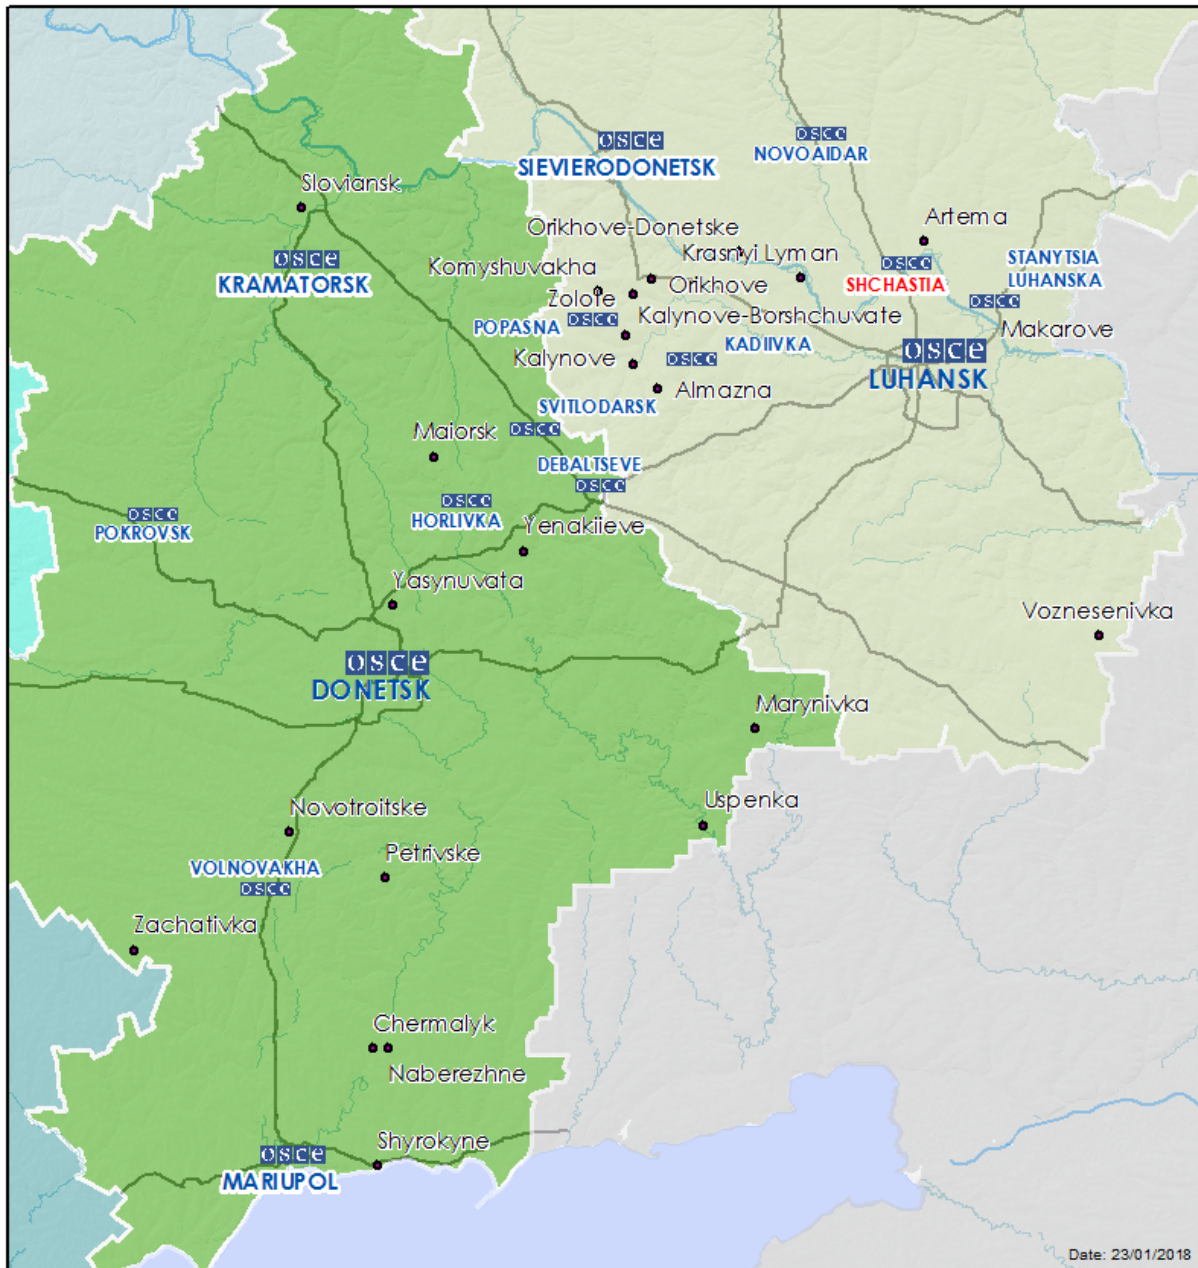 osce
SIEVIERODONETSK
osce
NOVOAIDAR
Sloviansk
Artema
Orikhove-Donetske
osce
KRAMATORSK
Krasnyi Lyman
osce
SHCHASTIA
STANYTSIA
LUHANSKA
osce
Komyshuvakha
Orikhove
Zolote
osce
POPASNA
Kalynove-Borshchuvate
Makarove
KADIIVKA
osce
Kalynove
osce
LUHANSK
Almazna
SVITLODARSK
osce
Maiorsk
DEBALTSEVE
osce
osce
HORLIVKA
osce
POKROVSK
Yenakiieve
Yasynuvata
Voznesenivka
osce
DONETSK
Marynivka
Uspenka
Novotroitske
Petrivske
VOLNOVAKHA
osce
Zachativka
Chermalyk
Naberezhne
Shyrokyne
osce
MARIUPOL
Date: 23/01/2018